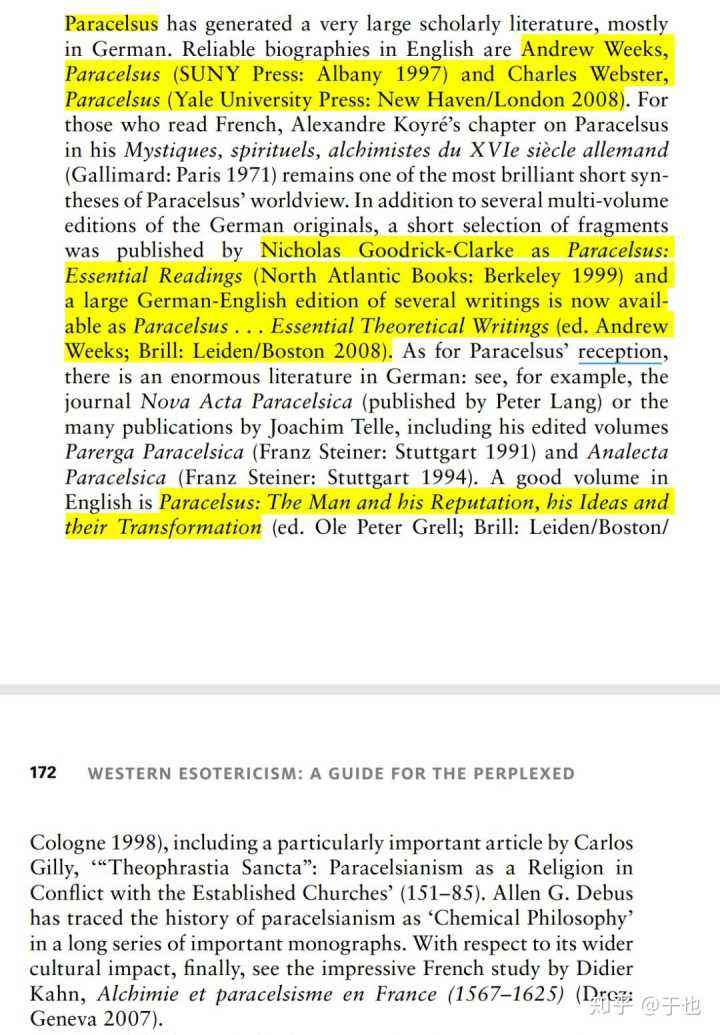 Paracelsus has generated a very large scholarly literature, mostly
in German. Reliable biographies in English are Andrew Weeks,
Paracelsus (SUNY Press: Albany 1997) and Charles Webster,
Paracelsus (Yale University Press: New Haven/London 2008). For
those who read French, Alexandre Koyré’s chapter on Paracelsus
in his Mystiques, spirituels, alchimistes du XVIe siècle allemand
(Gallimard: Paris 1971) remains one of the most brilliant short syn-
theses of Paracelsus’ worldview. In addition to several multi-volume
editions of the German originals, a short selection of fragments
was published by Nicholas Goodrick-Clarke as Paracelsus:
Essential Readings (North Atlantic Books: Berkeley 1999) and
a large German-English edition of several writings is now avail-
able as Paracelsus . . . Essential Theoretical Writings (ed. Andrew
Weeks; Brill: Leiden/Boston 2008). As for Paracelsus’ reception,
there is an enormous literature in German: see, for example, the
journal Nova Acta Paracelsica (published by Peter Lang) or the
many publications by Joachim Telle, including his edited volumes
Parerga Paracelsica (Franz Steiner: Stuttgart 1991) and Analecta
Paracelsica (Franz Steiner: Stuttgart 1994). A good volume in
English is Paracelsus: The Man and his Reputation, his Ideas and
their Transformation (ed. Ole Peter Grell; Brill: Leiden/Boston/
172 WESTERN ESOTERICISM: A GUIDE FOR THE PERPLEXED
Cologne 1998), including a particularly important article by Carlos
Gilly, ‘“Theophrastia Sancta”: Paracelsianism as a Religion in
Conflict with the Established Churches’ (151–85). Allen G. Debus
has traced the history of paracelsianism as ‘Chemical Philosophy’
in a long series of important monographs. With respect to its wider
cultural impact, finally, see the impressive French study by Didier
Kahn, Alchimie et paracelsisme en France (1567–1625) (Droz:
Geneva 2007).
知乎 @于也